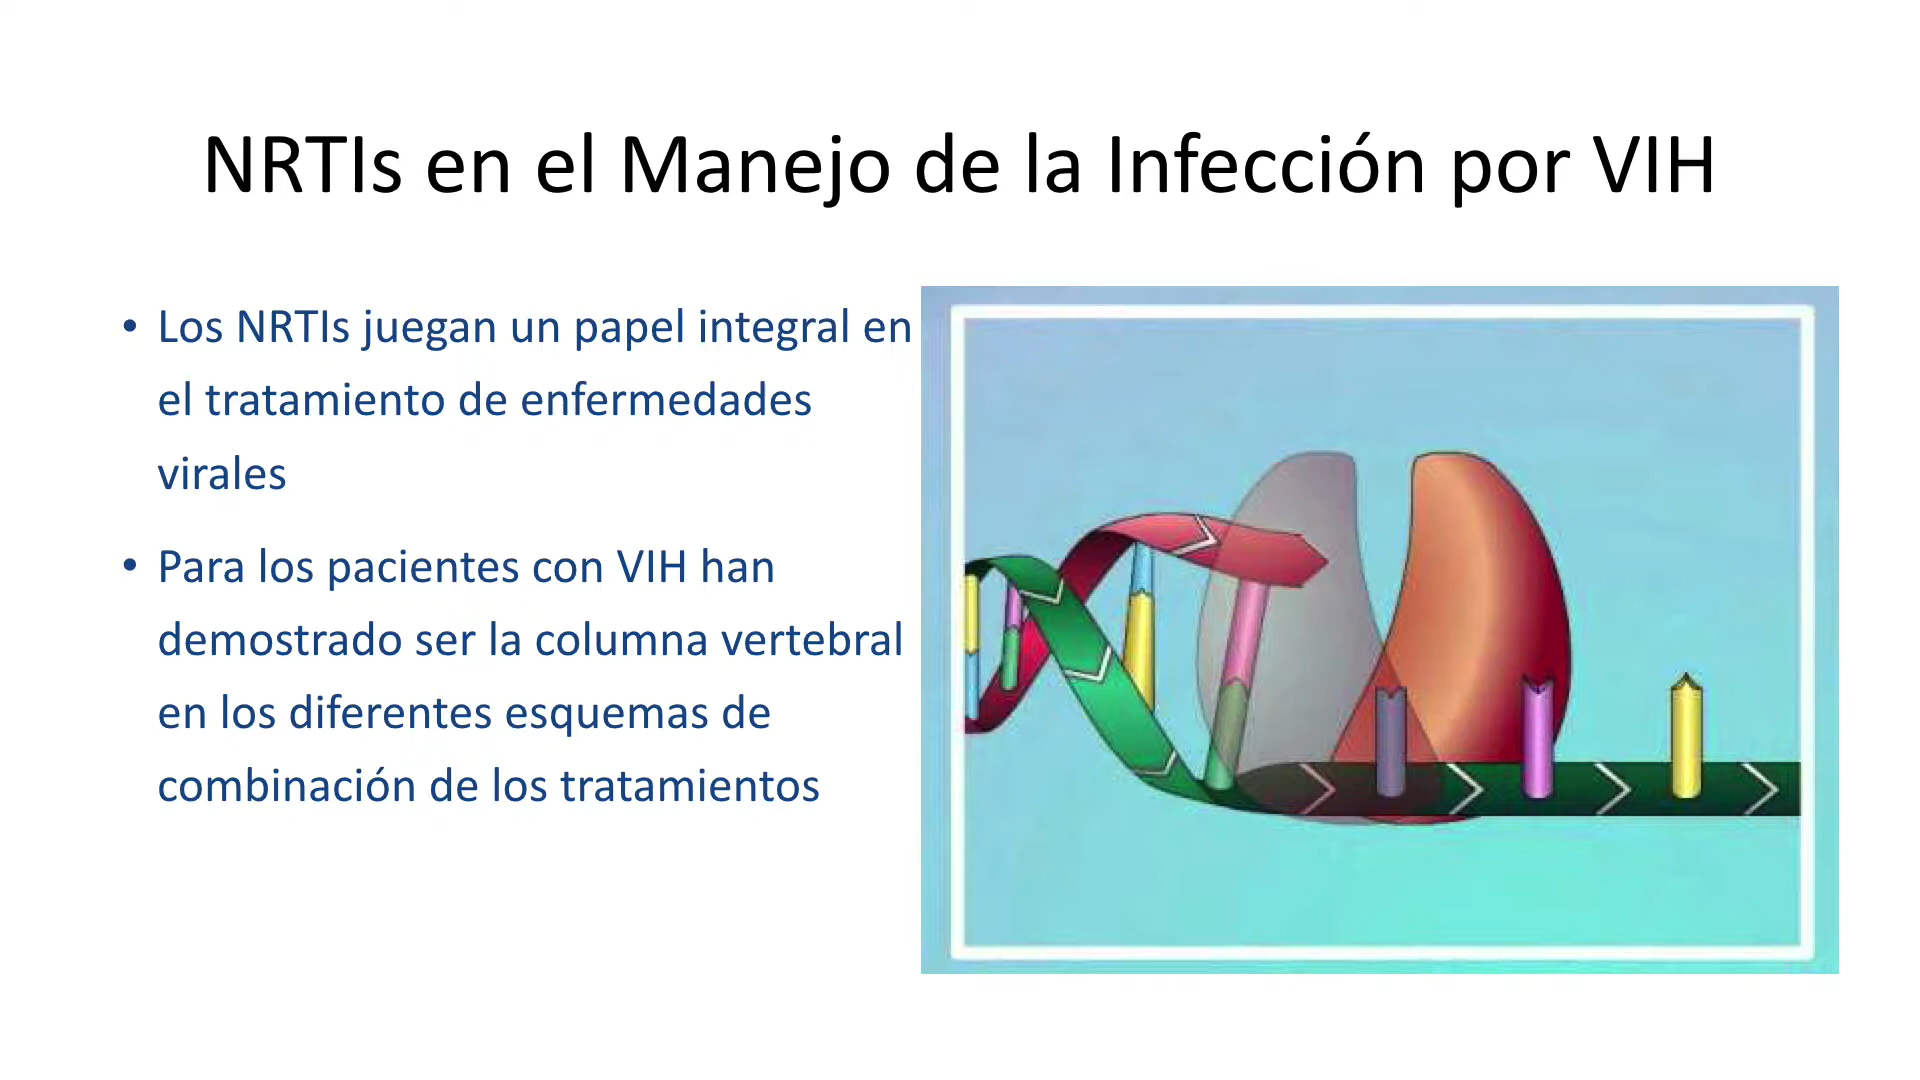 NRTIs en el Manejo de la Infección por VIH
• Los NRTIs juegan un papel integral en
el tratamiento de enfermedades
virales
• Para los pacientes con VIH han
demostrado ser la columna vertebral
en los diferentes esquemas de
combinación de los tratamientos